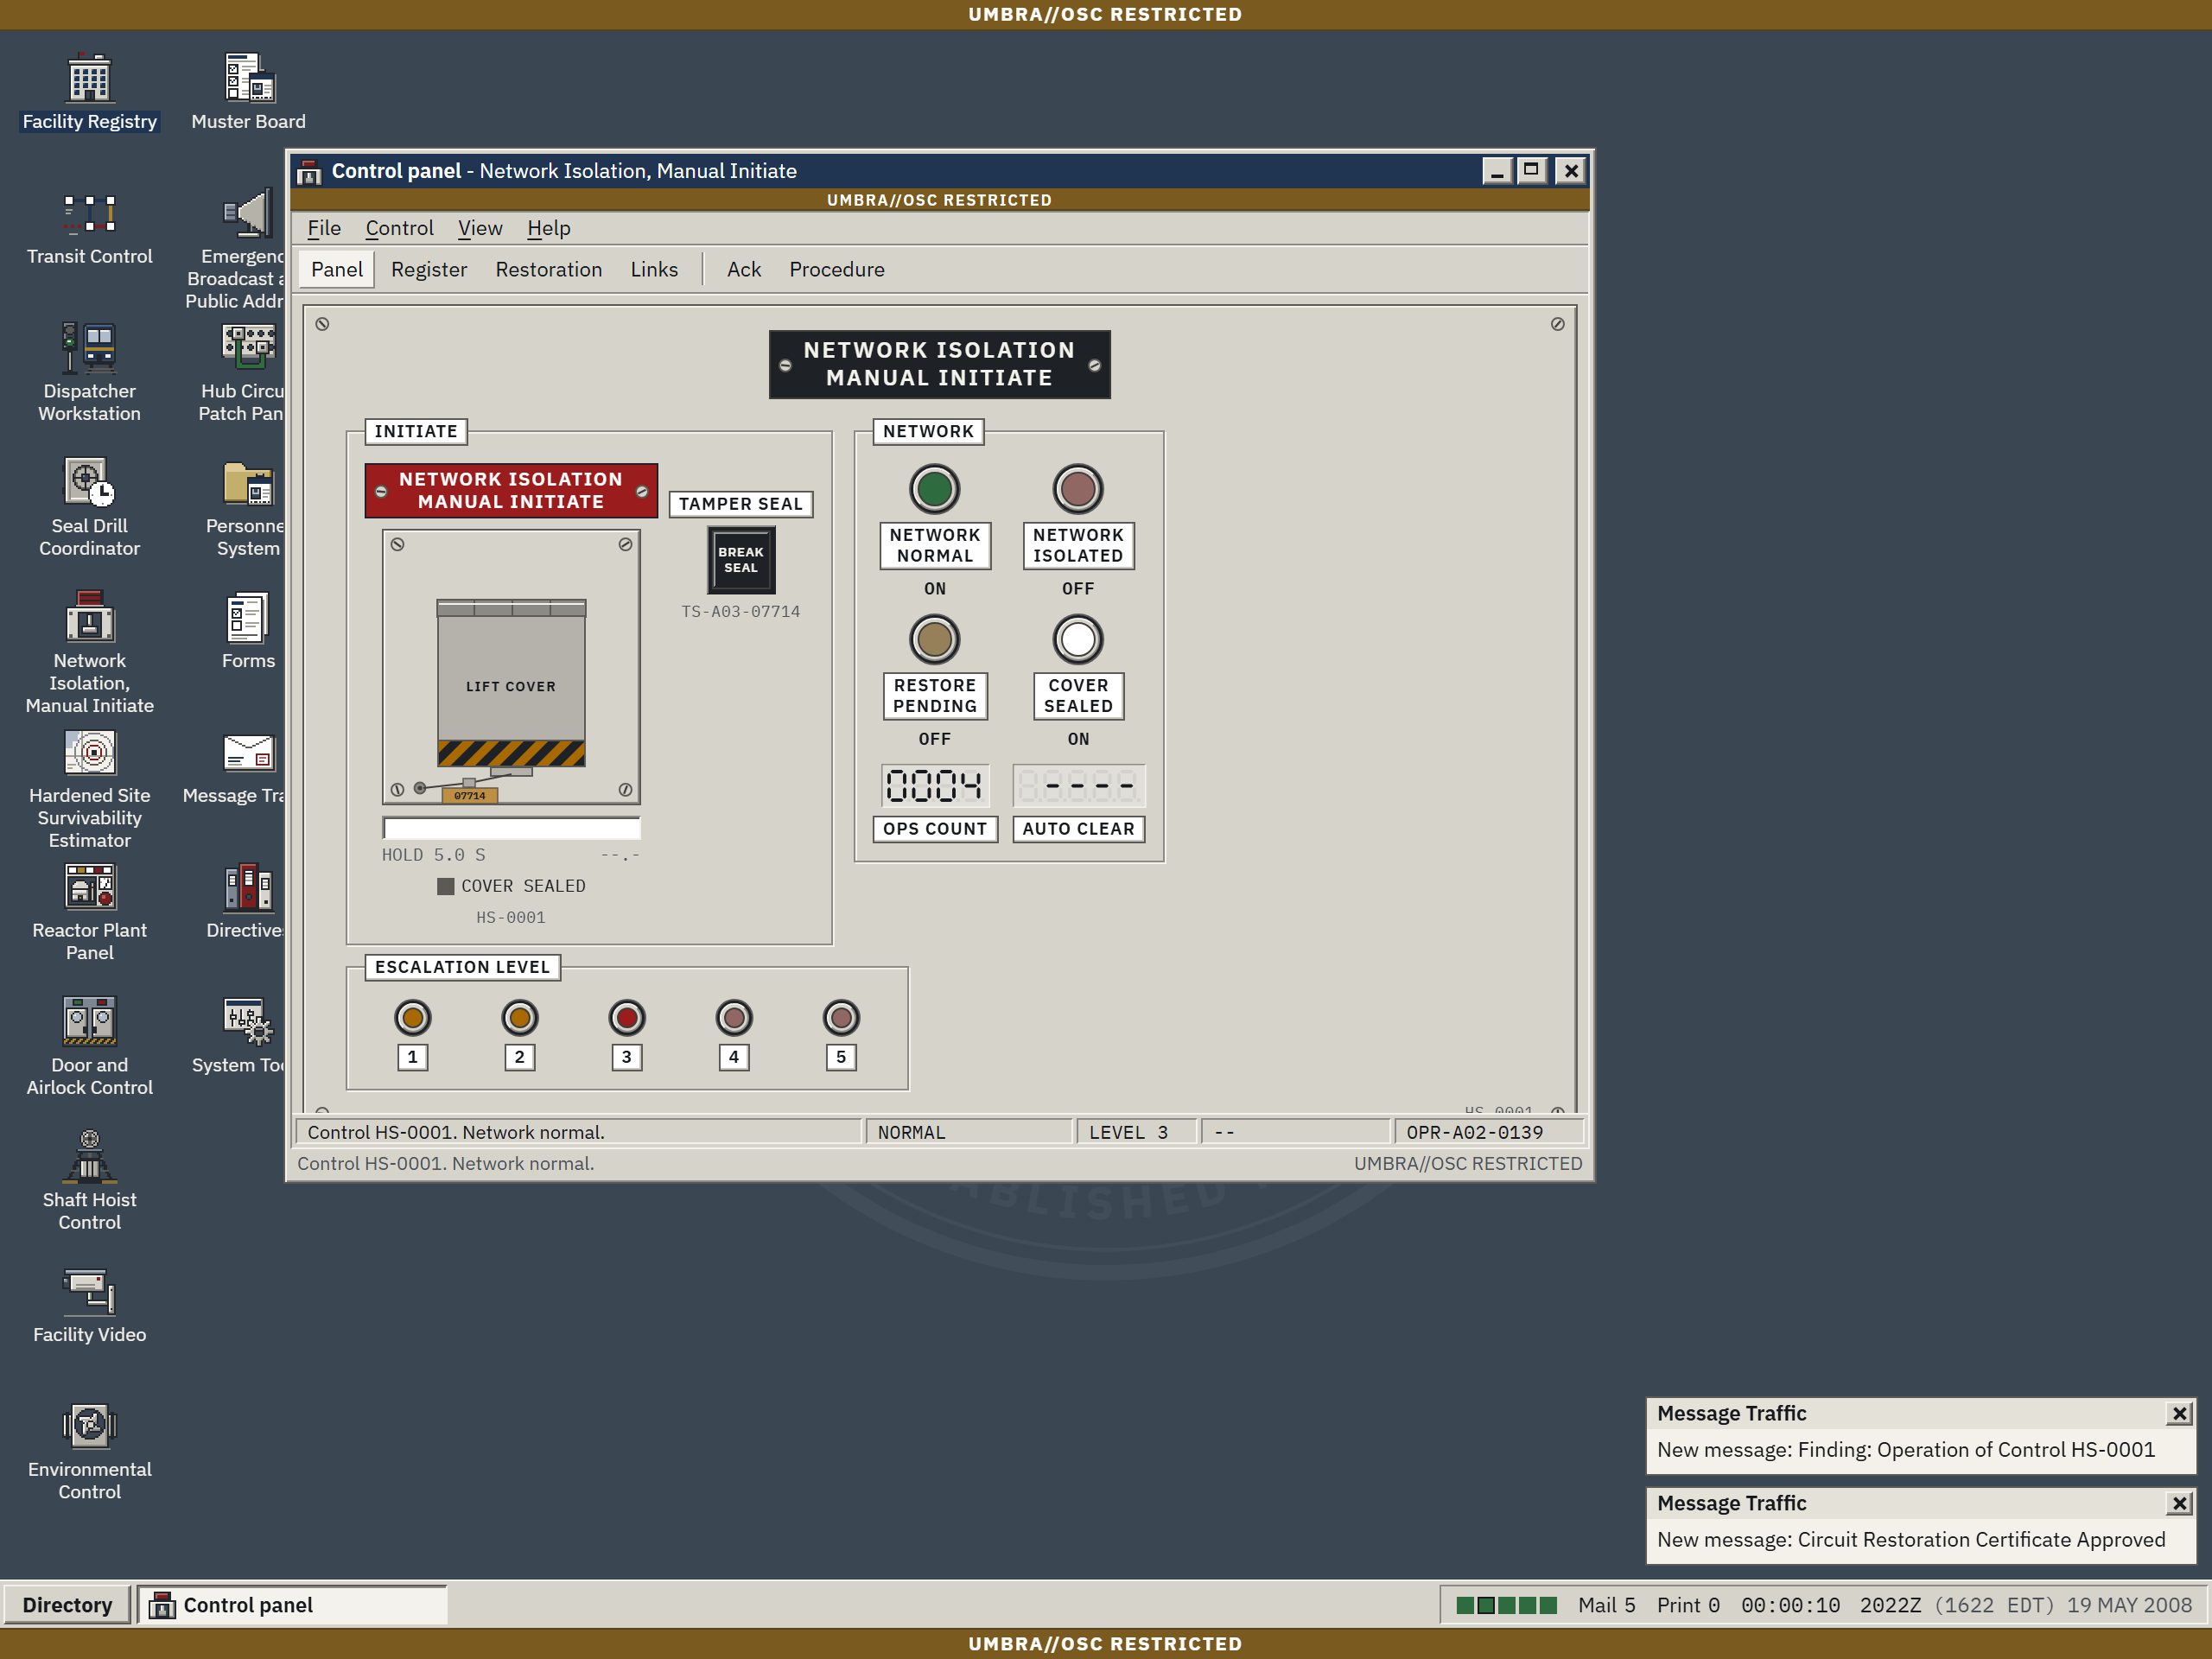 UMBRA//OSC RESTRICTED
Facility Registry
Muster Board
Transit Control
Emergenc
Broadcast a
Public Addr
Dispatcher
Workstation
Hub Circu
Patch Pan
Seal Drill
Coordinator
Personne
System
Network
Isolation,
Manual Initiate
Forms
Hardened Site
Survivability
Estimator
Message Tra
Reactor Plant
Panel
Directive
Door and
Airlock Control
System Too
Shaft Hoist
Control
Facility Video
Environmental
Control
Control panel - Network Isolation, Manual Initiate
UMBRA//OSC RESTRICTED
File Control View Help
Panel Register Restoration Links Ack Procedure
NETWORK ISOLATION
MANUAL INITIATE
INITIATE
NETWORK ISOLATION
MANUAL INITIATE
TAMPER SEAL
BREAK
SEAL
TS-A03-07714
LIFT COVER
07714
HOLD 5.0 S --.-
COVER SEALED
HS-0001
NETWORK
NETWORK
NORMAL
ON
NETWORK
ISOLATED
OFF
RESTORE
PENDING
OFF
COVER
SEALED
ON
0004
----
OPS COUNT
AUTO CLEAR
ESCALATION LEVEL
1 2 3 4 5
HS-0001
Control HS-0001. Network normal. NORMAL LEVEL 3 -- OPR-A02-0139
Control HS-0001. Network normal. UMBRA//OSC RESTRICTED
ABLISHED
Message Traffic
New message: Finding: Operation of Control HS-0001
Message Traffic
New message: Circuit Restoration Certificate Approved
Directory Control panel Mail 5 Print 0 00:00:10 2022Z (1622 EDT) 19 MAY 2008
UMBRA//OSC RESTRICTED